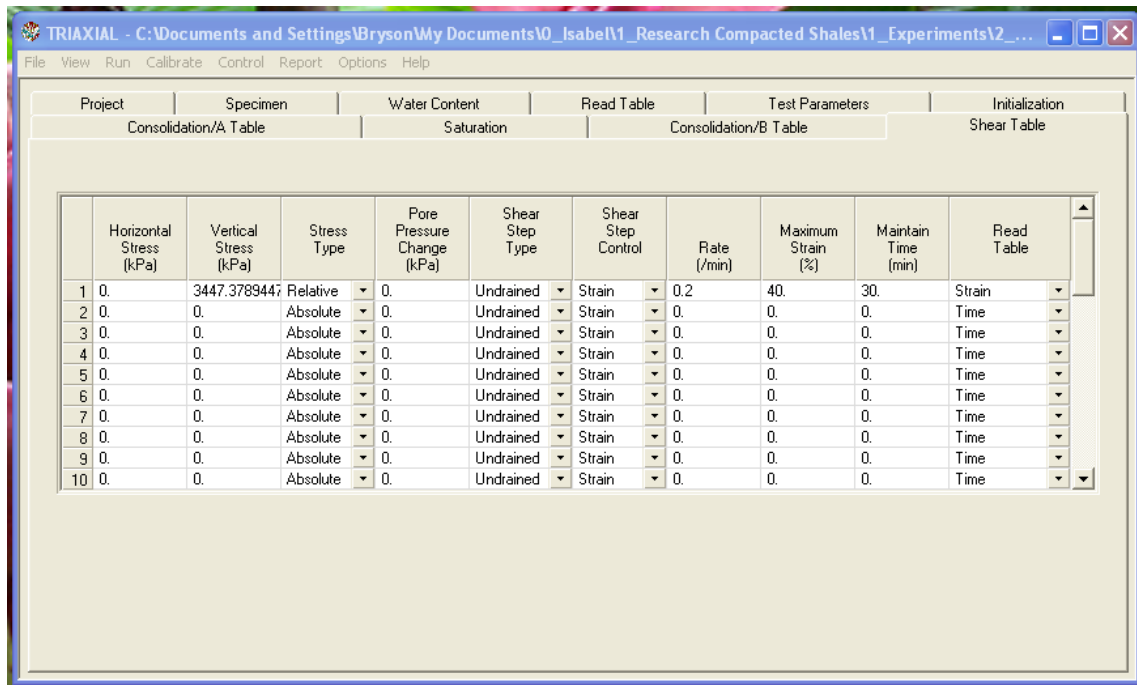 TRIAXIAL - C:\Documents and Settings\Bryson\My Documents\0_Isabel\1_Research Compacted Shales\1_Experiments\2_...
File View Run Calibrate Control Report Options Help
Project Specimen Water Content Read Table Test Parameters Initialization
Consolidation/A Table Saturation Consolidation/B Table Shear Table
Horizontal Stress (kPa) Vertical Stress (kPa) Stress Type Pore Pressure Change (kPa) Shear Step Type Shear Step Control Rate (/min) Maximum Strain (%) Maintain Time (min) Read Table
1 0. 3447.3789447 Relative 0. Undrained Strain 0.2 40. 30. Strain
2 0. 0. Absolute 0. Undrained Strain 0. 0. 0. Time
3 0. 0. Absolute 0. Undrained Strain 0. 0. 0. Time
4 0. 0. Absolute 0. Undrained Strain 0. 0. 0. Time
5 0. 0. Absolute 0. Undrained Strain 0. 0. 0. Time
6 0. 0. Absolute 0. Undrained Strain 0. 0. 0. Time
7 0. 0. Absolute 0. Undrained Strain 0. 0. 0. Time
8 0. 0. Absolute 0. Undrained Strain 0. 0. 0. Time
9 0. 0. Absolute 0. Undrained Strain 0. 0. 0. Time
10 0. 0. Absolute 0. Undrained Strain 0. 0. 0. Time